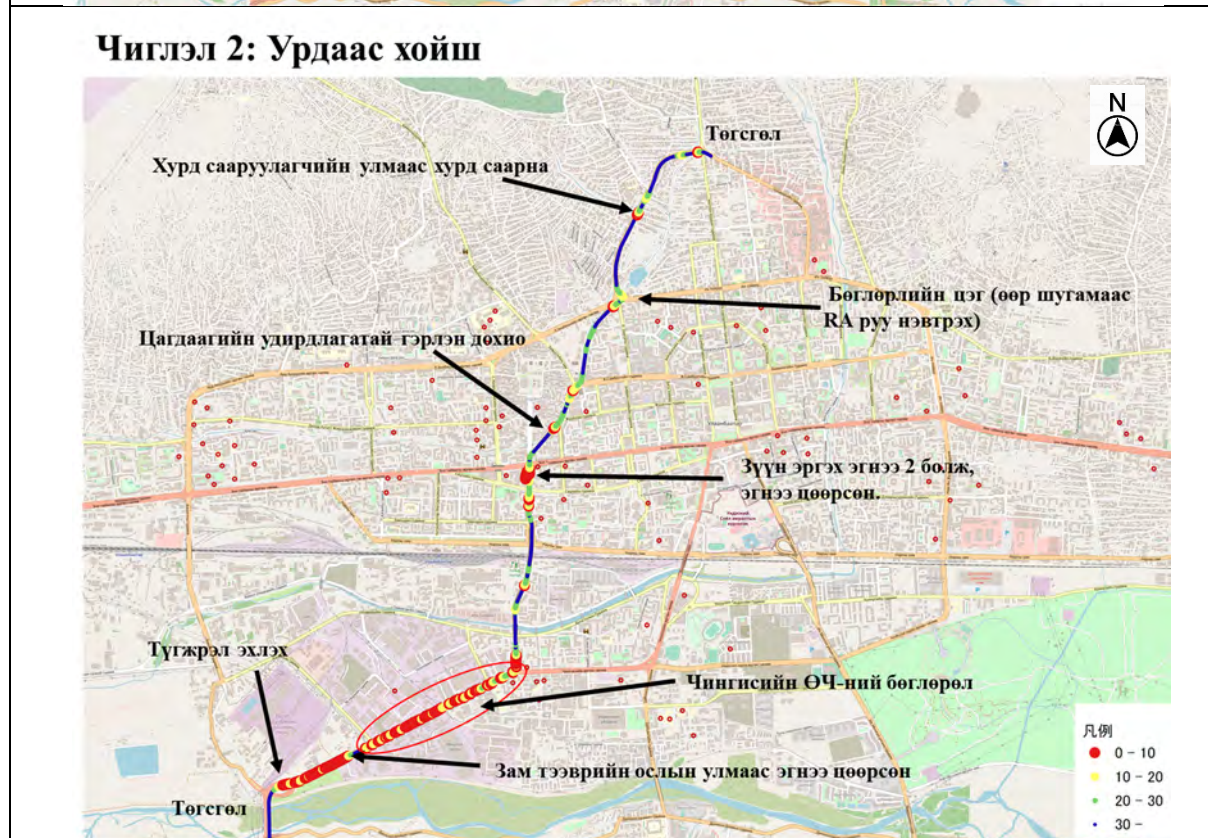 Чиглэл 2: Урдаас хойш
N
Төгсгөл
Хурд сааруулагчийн улмаас хурд саарна
Бөглөрлийн цэг (өөр шугамаас
RA руу нэвтрэх)
Цагдаагийн удирдлагатай гэрлэн дохио
Зүүн эргэх эгнээ 2 болж,
эгнээ цөөрсөн.
Түгжрэл эхлэх
Чингисийн ӨЧ-ний бөглөрөл
Зам тээврийн ослын улмаас эгнээ цөөрсөн
Төгсгөл
凡例
0 - 10
10 - 20
20 - 30
30 -